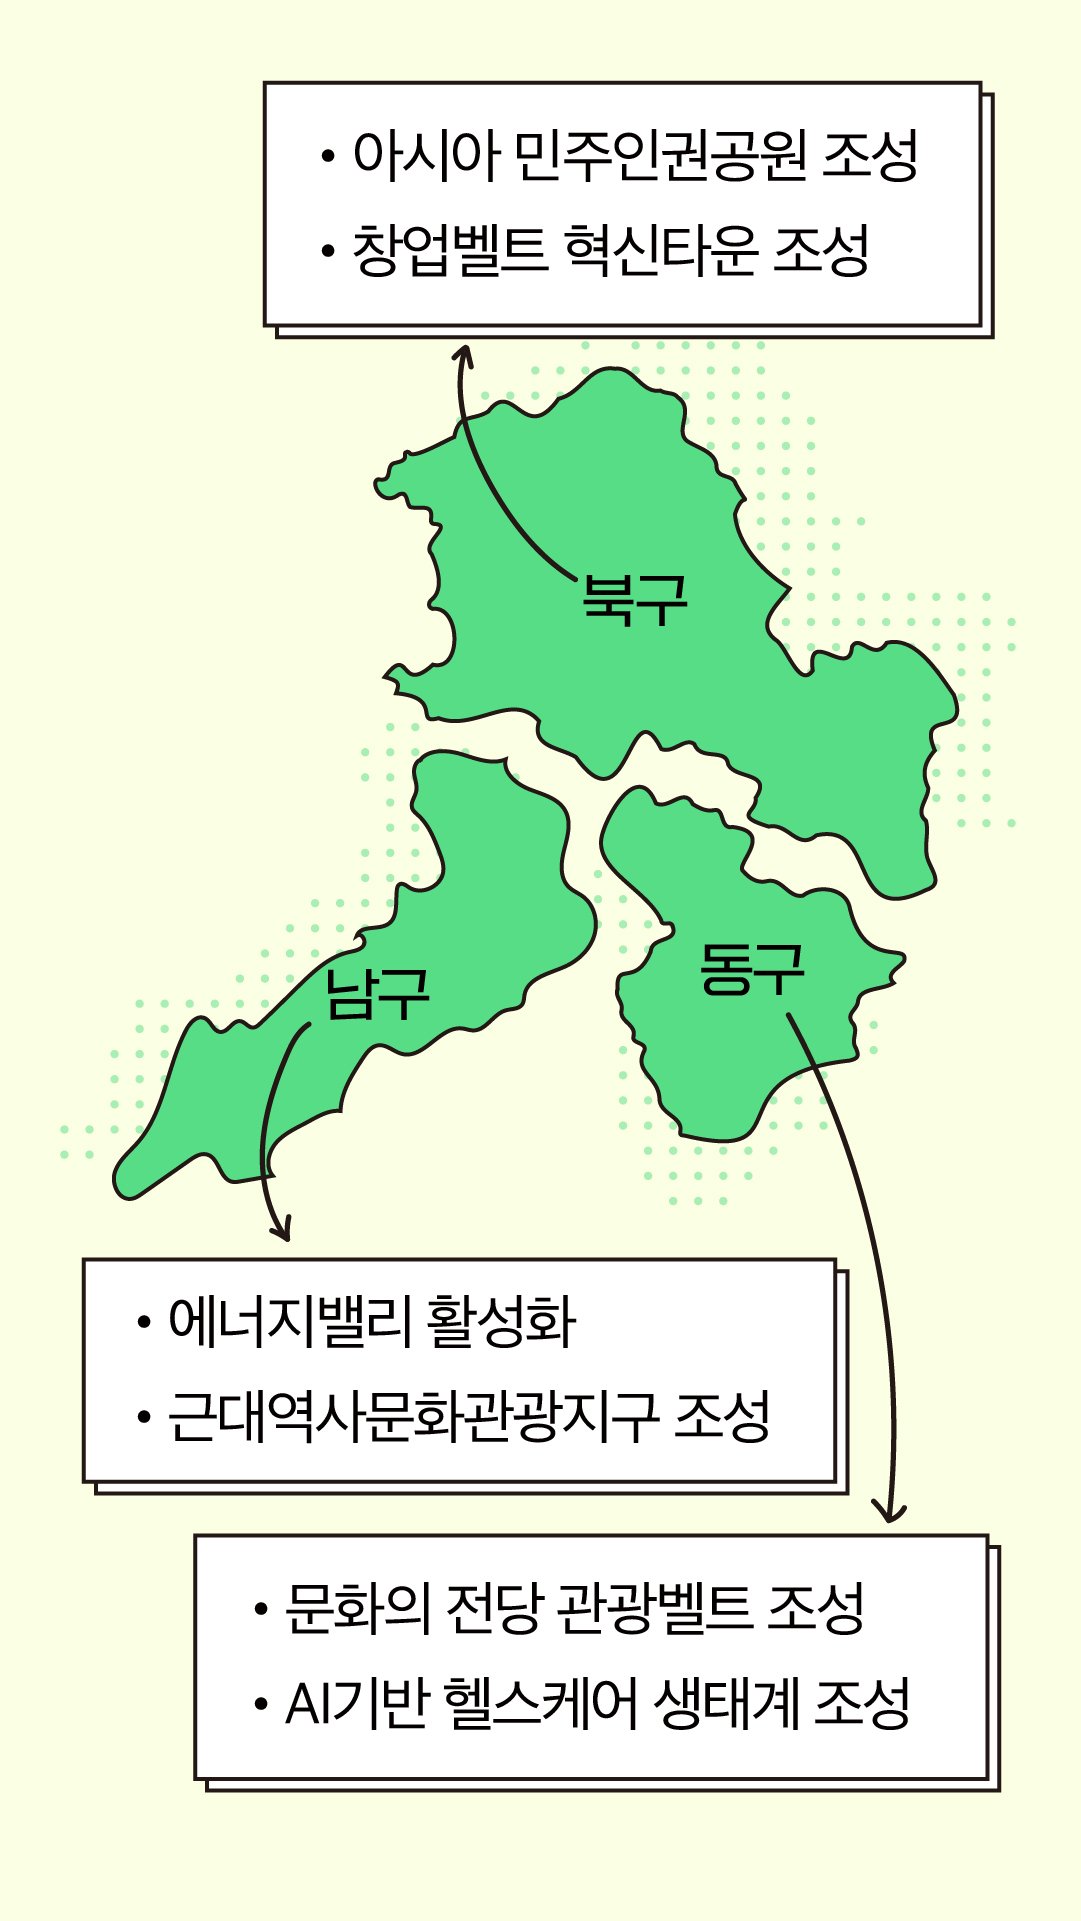 • 아시아 민주인권공원 조성
• 창업벨트 혁신타운 조성
북구
동구
남구
• 에너지밸리 활성화
• 근대역사문화관광지구 조성
• 문화의 전당 관광벨트 조성
• AI기반 헬스케어 생태계 조성